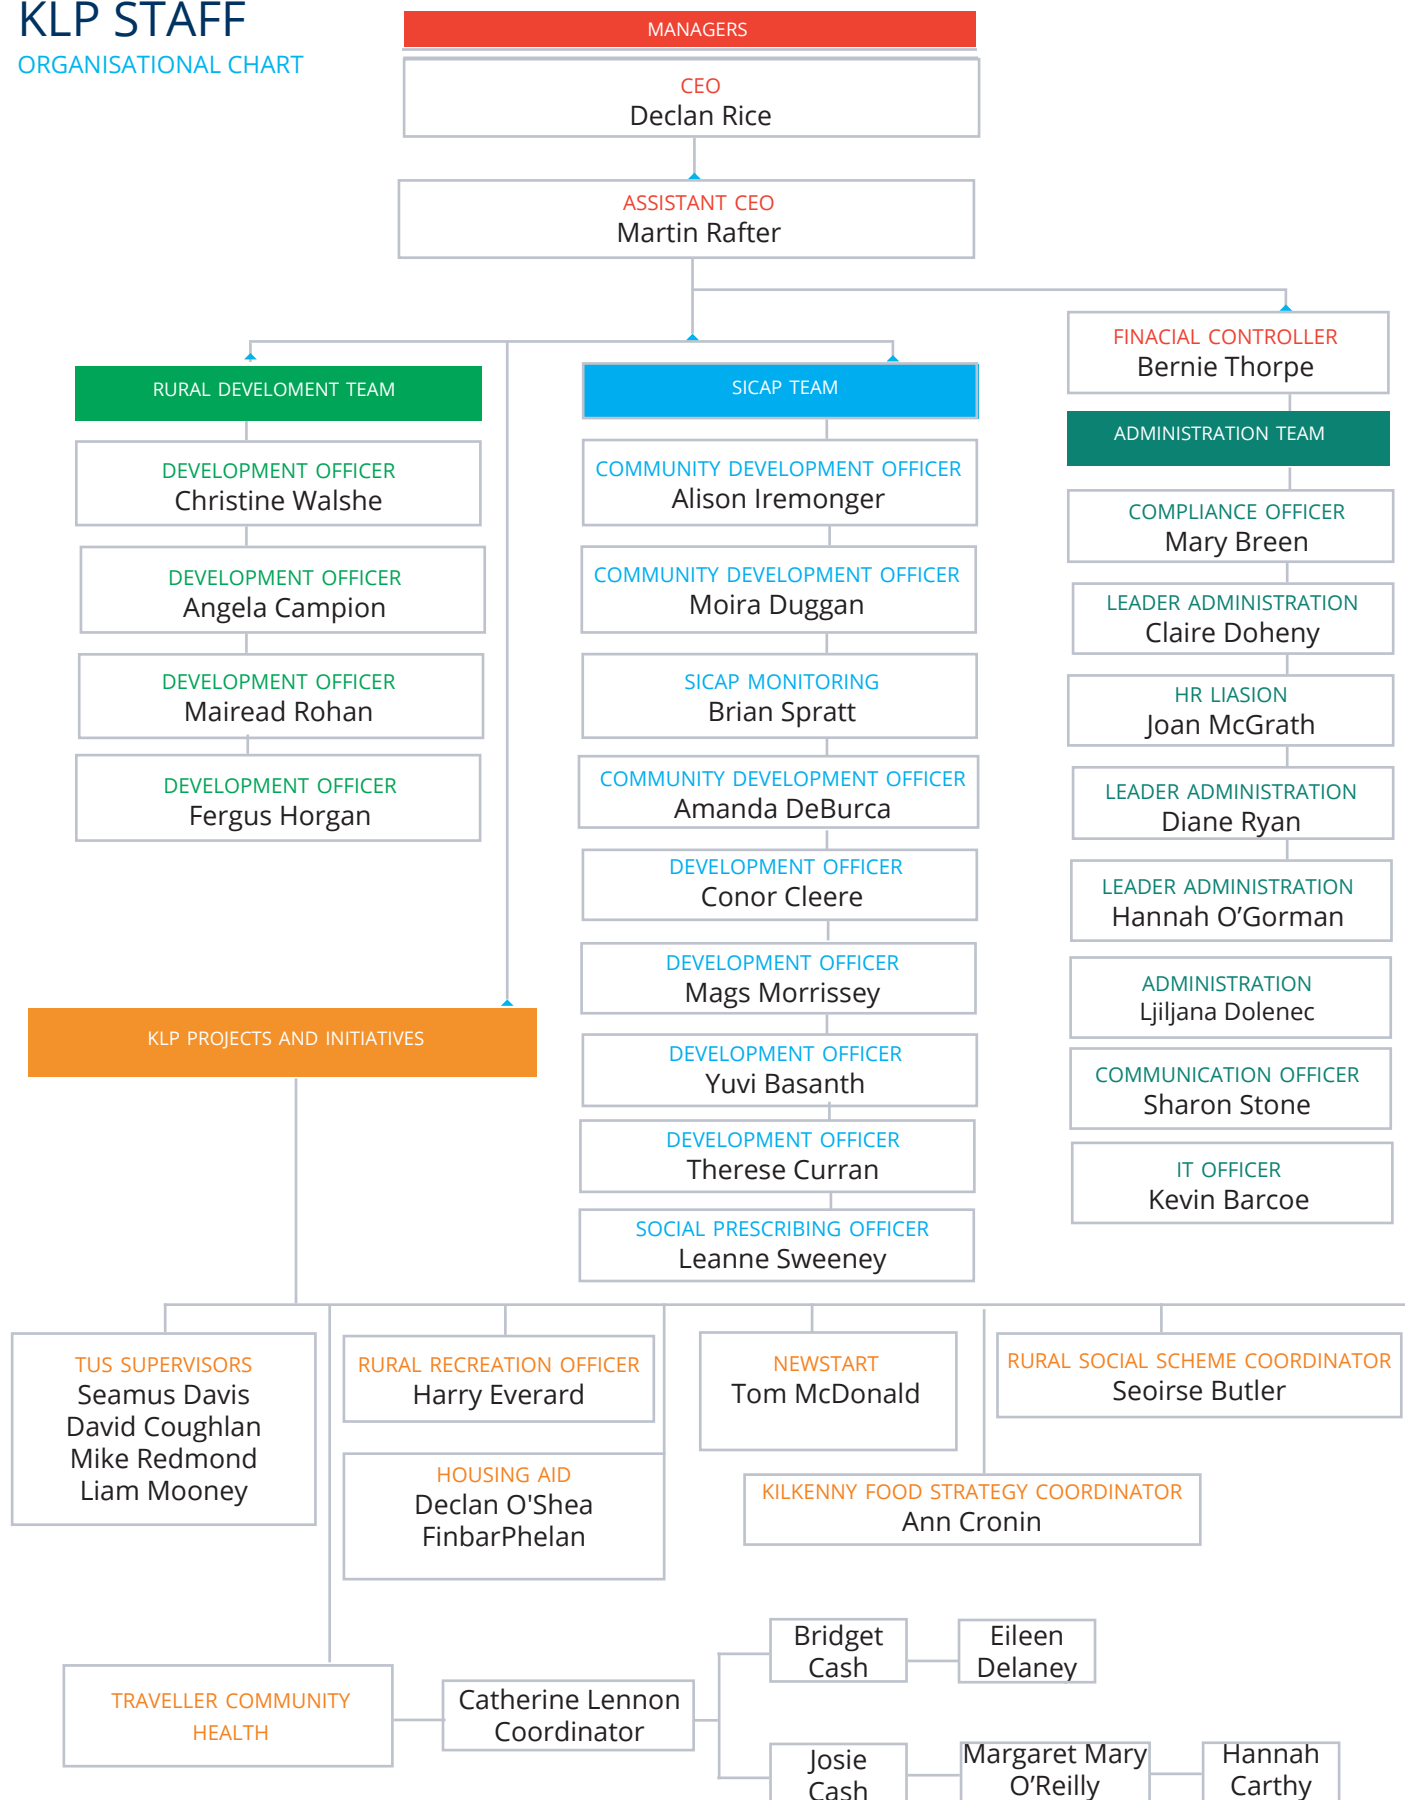 KLP STAFF
ORGANISATIONAL CHART
MANAGERS
CEO
Declan Rice
ASSISTANT CEO
Martin Rafter
FINACIAL CONTROLLER
Bernie Thorpe
RURAL DEVELOMENT TEAM
DEVELOPMENT OFFICER
Christine Walshe
DEVELOPMENT OFFICER
Angela Campion
DEVELOPMENT OFFICER
Mairead Rohan
DEVELOPMENT OFFICER
Fergus Horgan
SICAP TEAM
COMMUNITY DEVELOPMENT OFFICER
Alison Iremonger
COMMUNITY DEVELOPMENT OFFICER
Moira Duggan
SICAP MONITORING
Brian Spratt
COMMUNITY DEVELOPMENT OFFICER
Amanda DeBurca
DEVELOPMENT OFFICER
Conor Cleere
DEVELOPMENT OFFICER
Mags Morrissey
DEVELOPMENT OFFICER
Yuvi Basanth
DEVELOPMENT OFFICER
Therese Curran
SOCIAL PRESCRIBING OFFICER
Leanne Sweeney
ADMINISTRATION TEAM
COMPLIANCE OFFICER
Mary Breen
LEADER ADMINISTRATION
Claire Doheny
HR LIASION
Joan McGrath
LEADER ADMINISTRATION
Diane Ryan
LEADER ADMINISTRATION
Hannah O’Gorman
ADMINISTRATION
Ljiljana Dolenec
COMMUNICATION OFFICER
Sharon Stone
IT OFFICER
Kevin Barcoe
KLP PROJECTS AND INITIATIVES
TUS SUPERVISORS
Seamus Davis
David Coughlan
Mike Redmond
Liam Mooney
RURAL RECREATION OFFICER
Harry Everard
HOUSING AID
Declan O'Shea
FinbarPhelan
NEWSTART
Tom McDonald
RURAL SOCIAL SCHEME COORDINATOR
Seoirse Butler
KILKENNY FOOD STRATEGY COORDINATOR
Ann Cronin
TRAVELLER COMMUNITY
HEALTH
Catherine Lennon
Coordinator
Bridget
Cash
Eileen
Delaney
Josie
Cash
Margaret Mary
O’Reilly
Hannah
Carthy